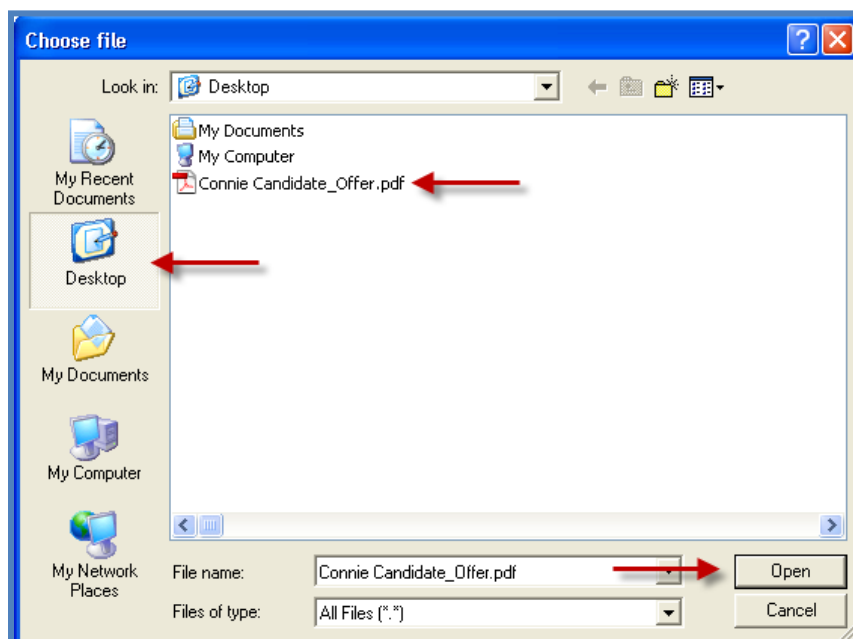 Choose file
Look in: Desktop
My Documents
My Computer
Connie Candidate_Offer.pdf
My Recent
Documents
Desktop
My Documents
My Computer
My Network
Places
File name: Connie Candidate_Offer.pdf Open
Files of type: All Files (*.*) Cancel